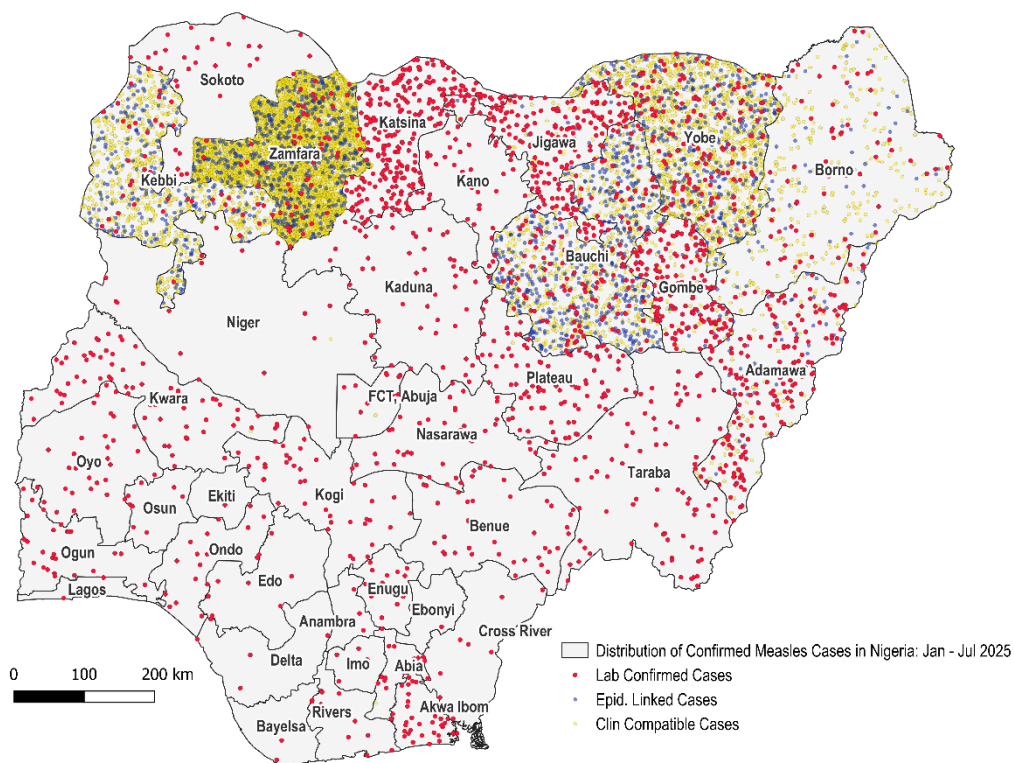 Sokoto
Katsina
Jigawa
Yobe
Zamfara
Kebbi
Kano
Borno
Bauchi
Gombe
Kaduna
Niger
Adamawa
Plateau
FCT, Abuja
Kwara
Nasarawa
Oyo
Taraba
Ekiti
Kogi
Osun
Benue
Ogun
Ondo
Edo
Lagos
Enugu
Ebonyi
Anambra
Cross River
Delta
Imo
Abia
Rivers
Akwa Ibom
Bayelsa
0 100 200 km
Distribution of Confirmed Measles Cases in Nigeria: Jan - Jul 2025
Lab Confirmed Cases
Epid. Linked Cases
Clin Compatible Cases